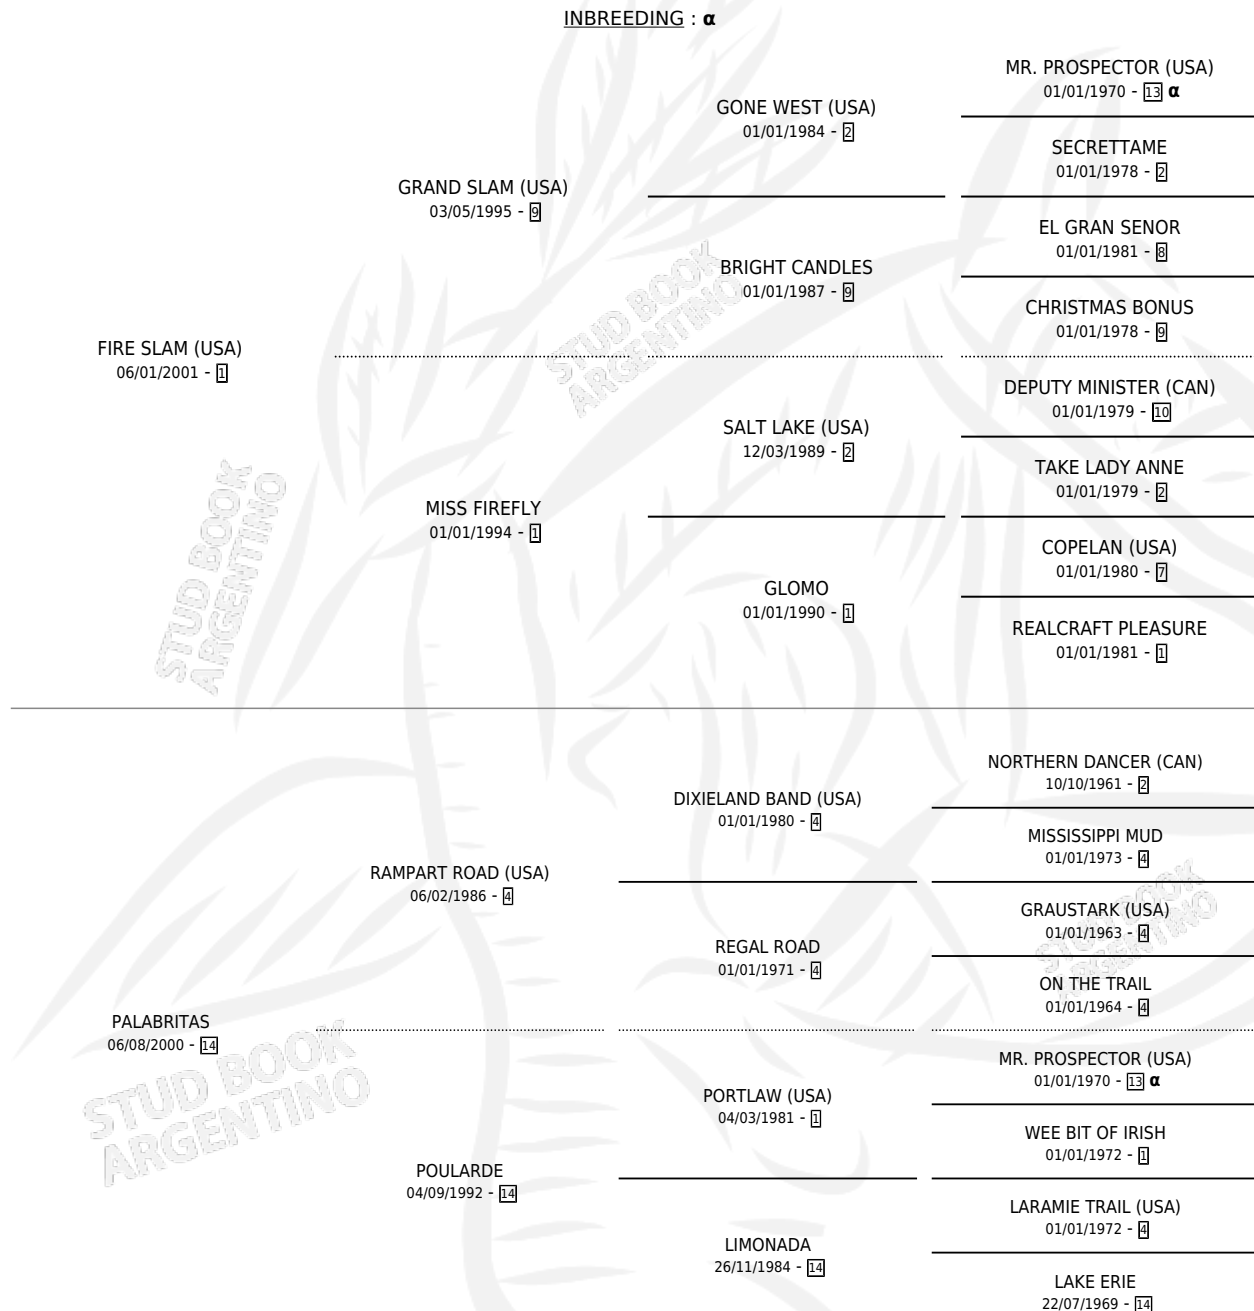 INBREEDING : α
MR. PROSPECTOR (USA)
01/01/1970 - 13 α
GONE WEST (USA)
01/01/1984 - 2
SECRETTAME
01/01/1978 - 2
GRAND SLAM (USA)
03/05/1995 - 9
EL GRAN SENOR
01/01/1981 - 8
BRIGHT CANDLES
01/01/1987 - 9
CHRISTMAS BONUS
01/01/1978 - 9
FIRE SLAM (USA)
06/01/2001 - 1
DEPUTY MINISTER (CAN)
01/01/1979 - 10
SALT LAKE (USA)
12/03/1989 - 2
TAKE LADY ANNE
01/01/1979 - 2
MISS FIREFLY
01/01/1994 - 1
COPELAN (USA)
01/01/1980 - 7
GLOMO
01/01/1990 - 1
REALCRAFT PLEASURE
01/01/1981 - 1
STUD BOOK
ARGENTINO
STUD BOOK
ARGENTINO
NORTHERN DANCER (CAN)
10/10/1961 - 2
DIXIELAND BAND (USA)
01/01/1980 - 4
MISSISSIPPI MUD
01/01/1973 - 4
RAMPART ROAD (USA)
06/02/1986 - 4
GRAUSTARK (USA)
01/01/1963 - 4
REGAL ROAD
01/01/1971 - 4
ON THE TRAIL
01/01/1964 - 4
PALABRITAS
06/08/2000 - 14
MR. PROSPECTOR (USA)
01/01/1970 - 13 α
PORTLAW (USA)
04/03/1981 - 1
WEE BIT OF IRISH
01/01/1972 - 1
POULARDE
04/09/1992 - 14
LARAMIE TRAIL (USA)
01/01/1972 - 4
LIMONADA
26/11/1984 - 14
LAKE ERIE
22/07/1969 - 14
STUD BOOK
ARGENTINO
STUD BOOK
ARGENTINO